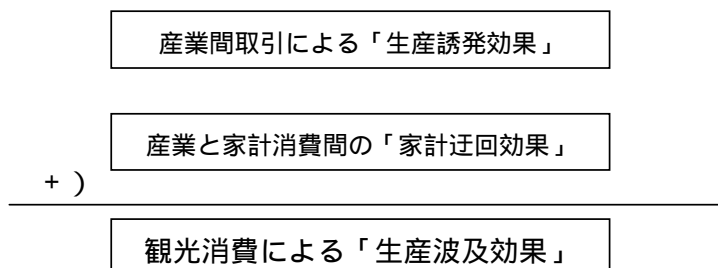 産業間取引による「生産誘発効果」
産業と家計消費間の「家計迂回効果」
+ )
観光消費による「生産波及効果」